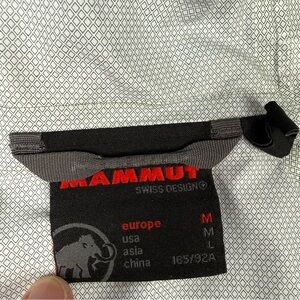 MAMMUT
SWISS DESIGN
europe M
usa M
asia L
china 165/92A